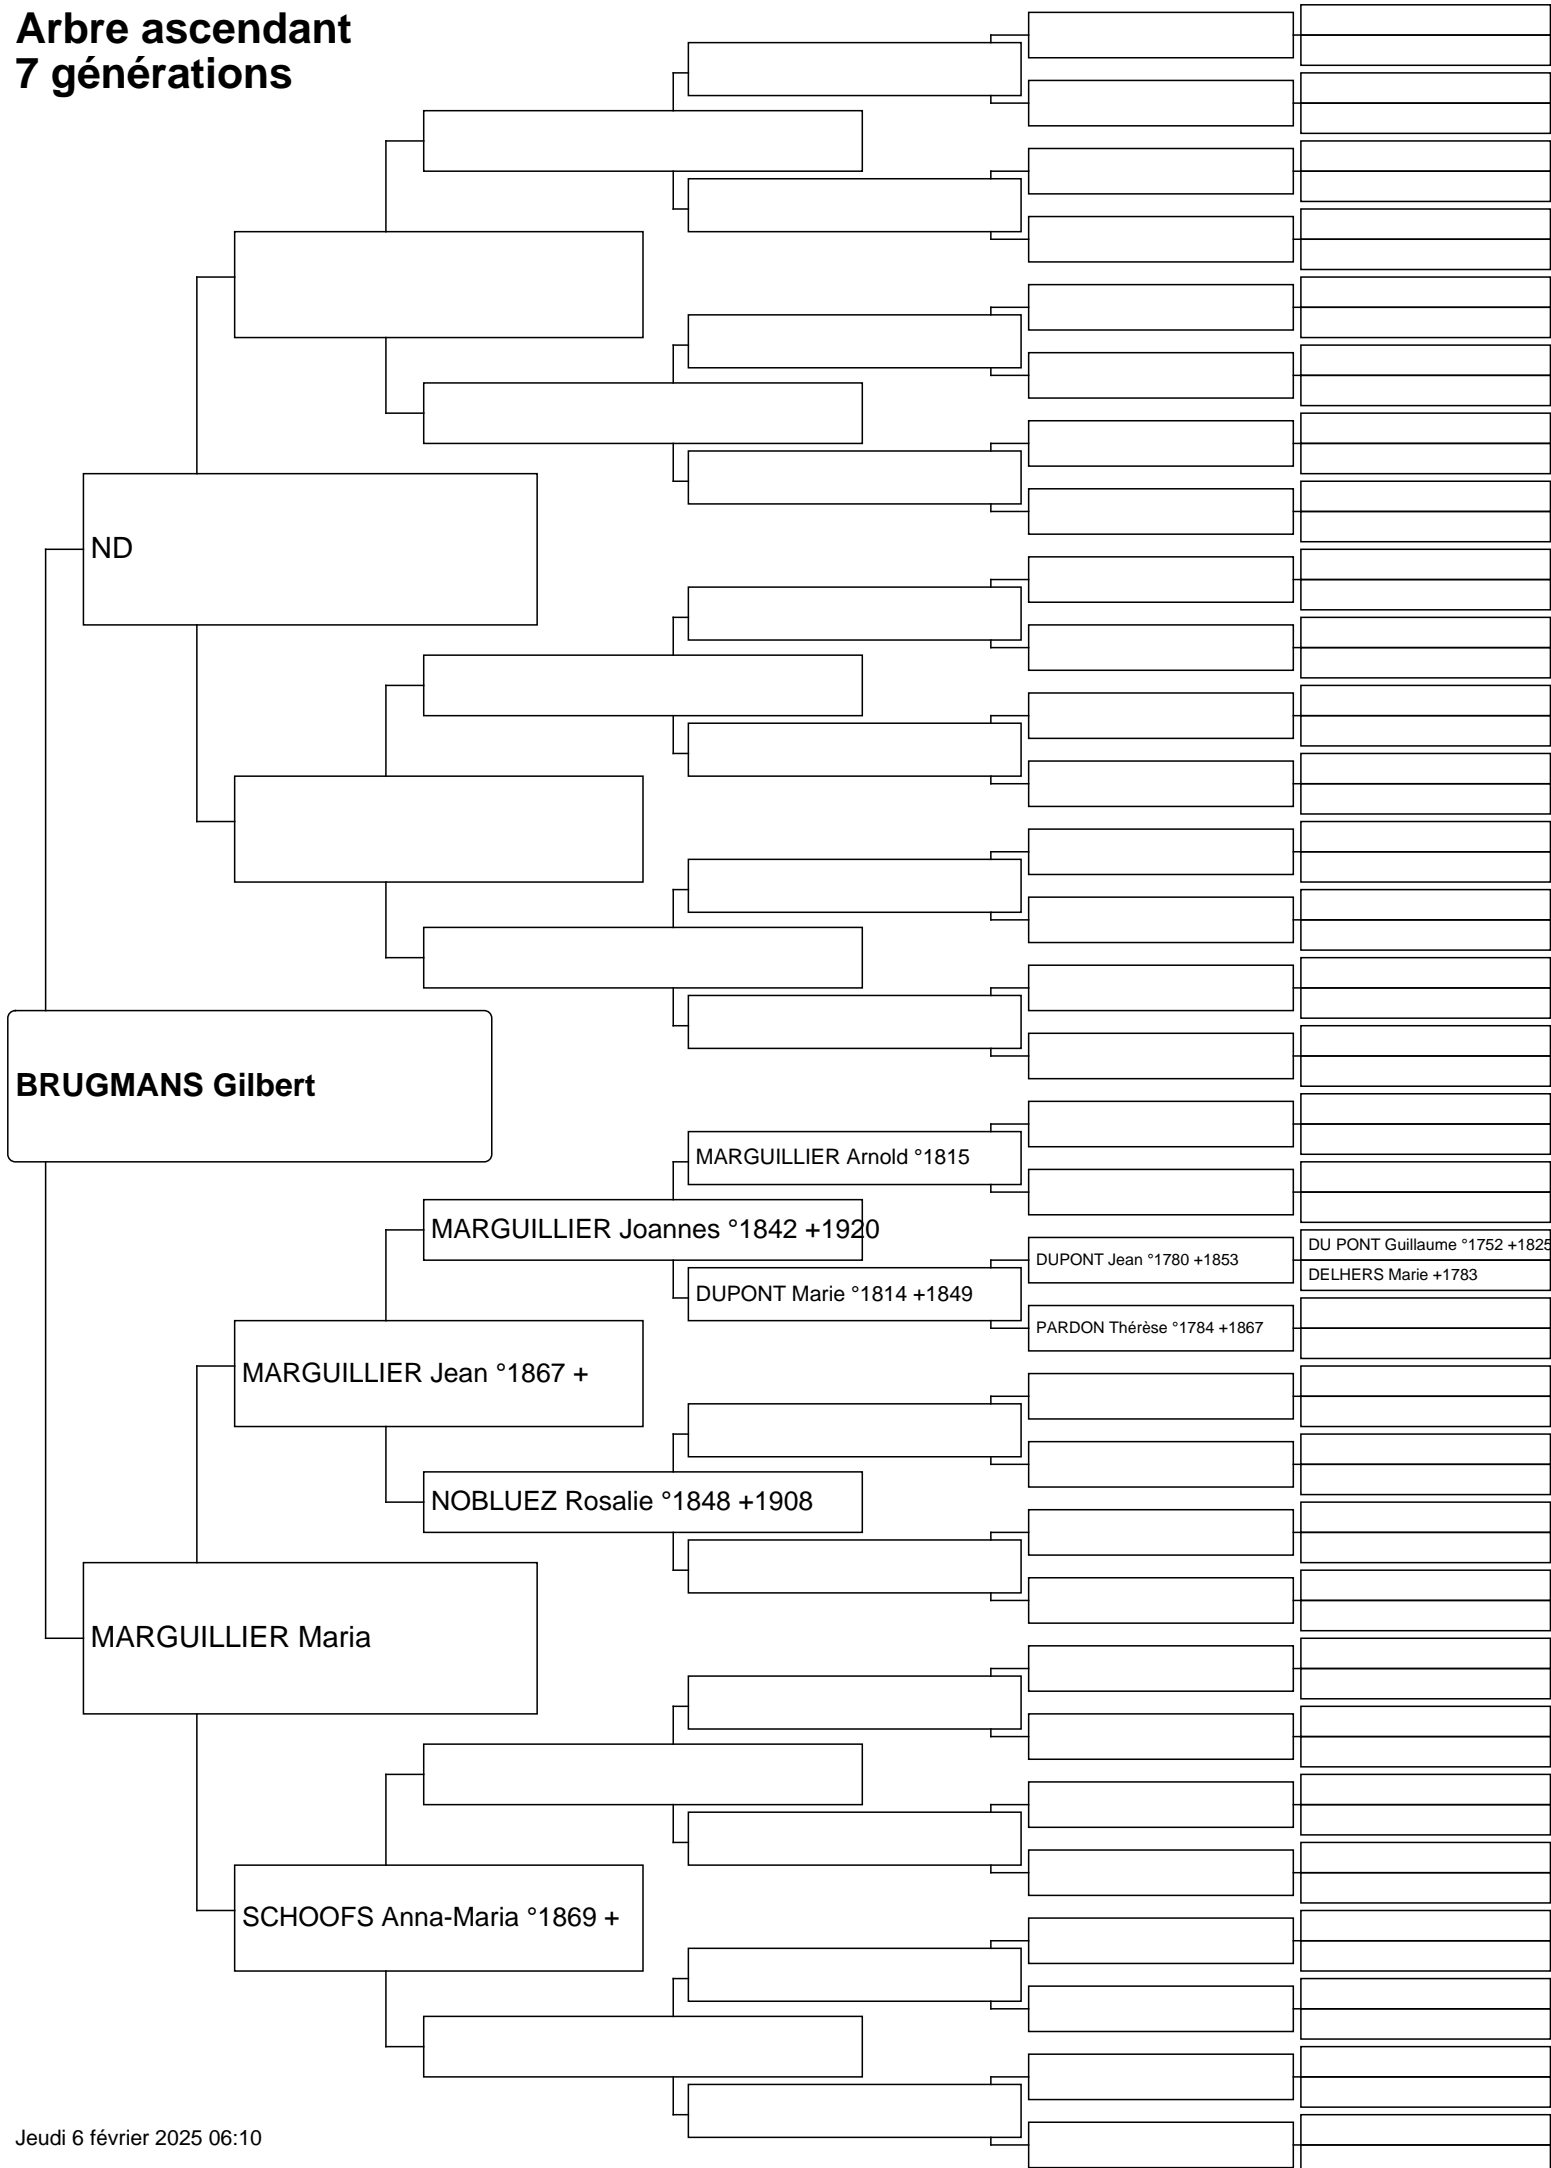 Arbre ascendant
7 générations
ND
BRUGMANS Gilbert
MARGUILLIER Arnold °1815
MARGUILLIER Joannes °1842 +1920
DU PONT Guillaume °1752 +1825
DUPONT Jean °1780 +1853
DELHERS Marie +1783
DUPONT Marie °1814 +1849
PARDON Thérèse °1784 +1867
MARGUILLIER Jean °1867 +
NOBLUEZ Rosalie °1848 +1908
MARGUILLIER Maria
SCHOOFS Anna-Maria °1869 +
Jeudi 6 février 2025 06:10